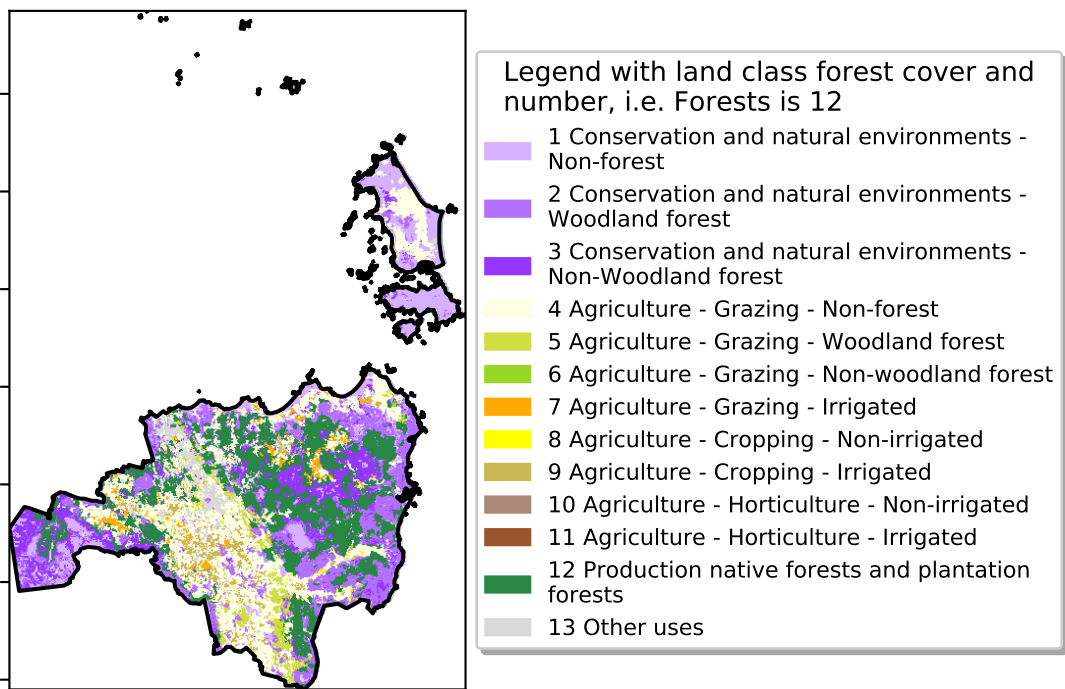 Legend with land class forest cover and
number, i.e. Forests is 12
1 Conservation and natural environments -
Non-forest
2 Conservation and natural environments -
Woodland forest
3 Conservation and natural environments -
Non-Woodland forest
4 Agriculture - Grazing - Non-forest
5 Agriculture - Grazing - Woodland forest
6 Agriculture - Grazing - Non-woodland forest
7 Agriculture - Grazing - Irrigated
8 Agriculture - Cropping - Non-irrigated
9 Agriculture - Cropping - Irrigated
10 Agriculture - Horticulture - Non-irrigated
11 Agriculture - Horticulture - Irrigated
12 Production native forests and plantation
forests
13 Other uses